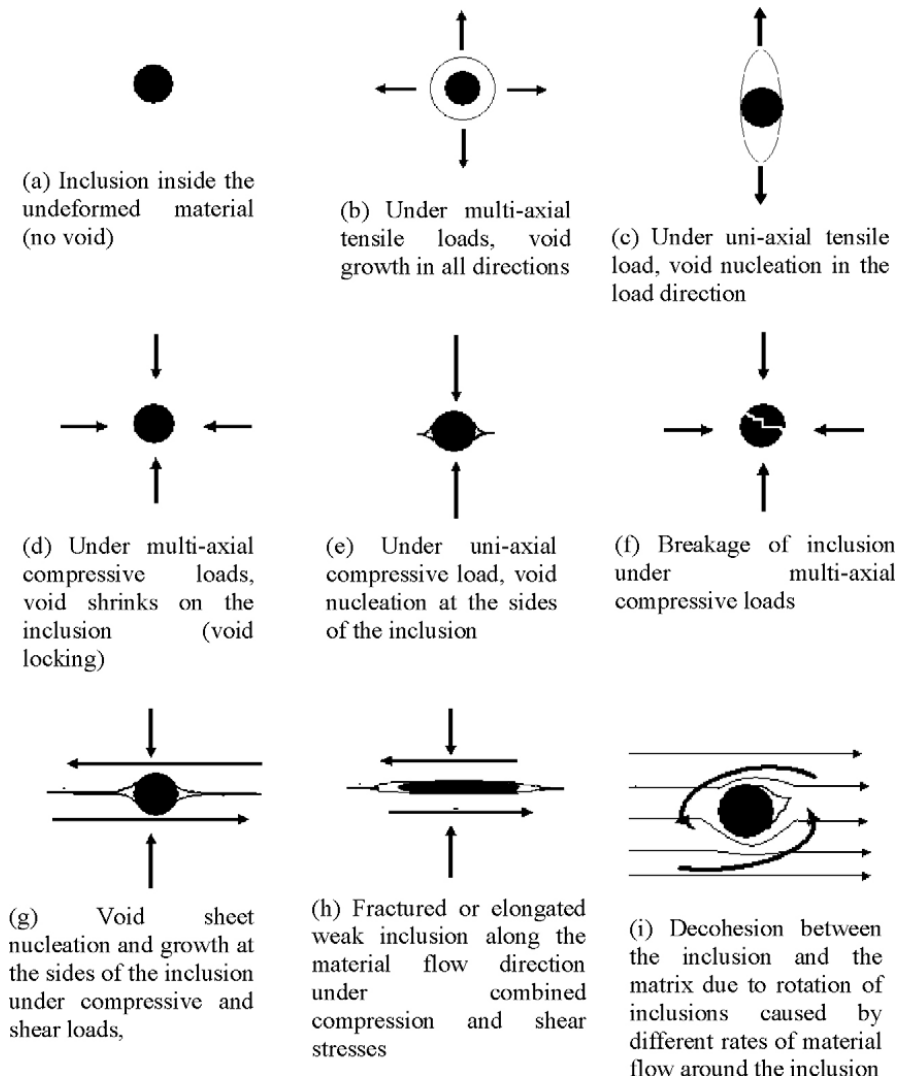 (a) Inclusion inside the
undeformed material
(no void)
(b) Under multi-axial
tensile loads, void
growth in all directions
(c) Under uni-axial tensile
load, void nucleation in the
load direction
(d) Under multi-axial
compressive loads,
void shrinks on the
inclusion (void
locking)
(e) Under uni-axial
compressive load, void
nucleation at the sides
of the inclusion
(f) Breakage of inclusion
under multi-axial
compressive loads
(g) Void sheet
nucleation and growth at
the sides of the inclusion
under compressive and
shear loads,
(h) Fractured or elongated
weak inclusion along the
material flow direction
under combined
compression and shear
stresses
(i) Decohesion between
the inclusion and the
matrix due to rotation of
inclusions caused by
different rates of material
flow around the inclusion